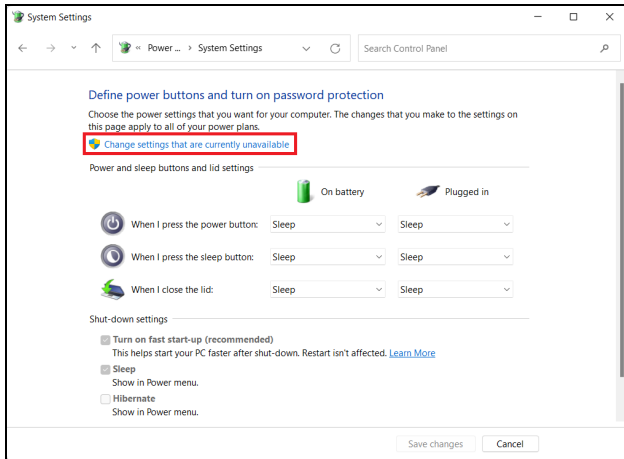 System Settings
« Power ... › System Settings
Search Control Panel
Define power buttons and turn on password protection
Choose the power settings that you want for your computer. The changes that you make to the settings on
this page apply to all of your power plans.
Change settings that are currently unavailable
Power and sleep buttons and lid settings
On battery Plugged in
When I press the power button: Sleep Sleep
When I press the sleep button: Sleep Sleep
When I close the lid: Sleep Sleep
Shut-down settings
Turn on fast start-up (recommended)
This helps start your PC faster after shut-down. Restart isn't affected. Learn More
Sleep
Show in Power menu.
Hibernate
Show in Power menu.
Save changes Cancel